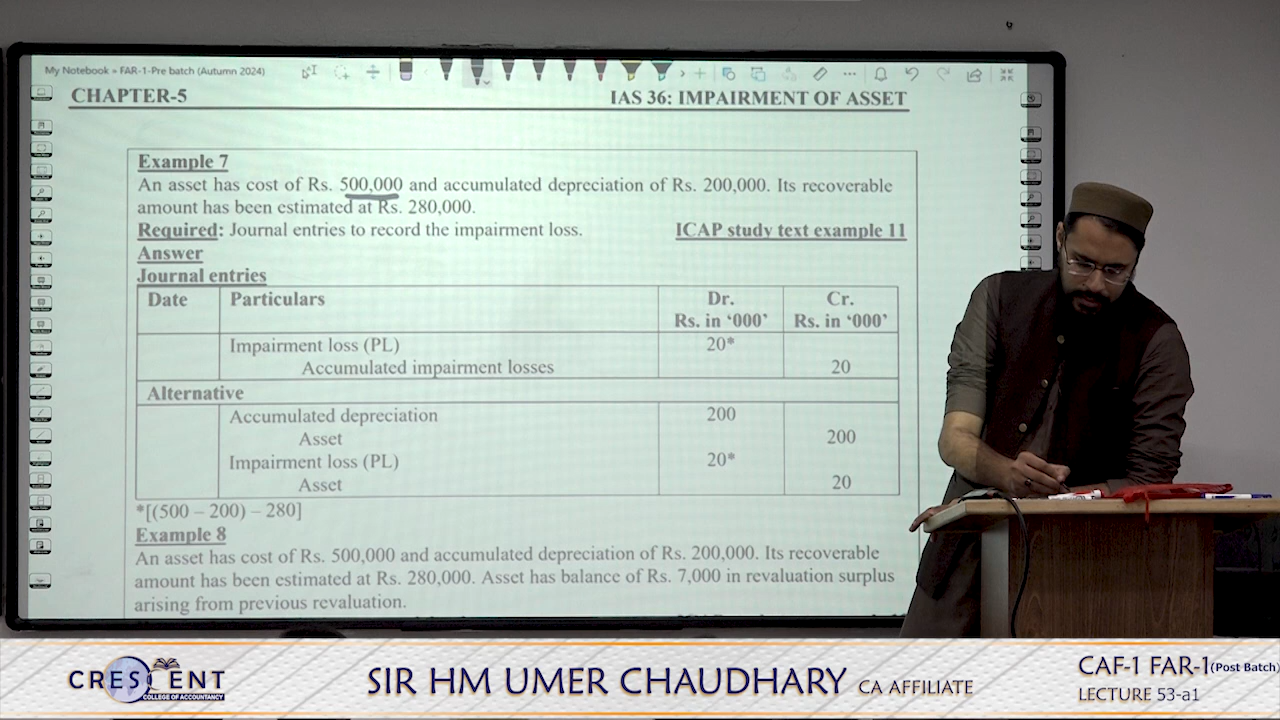 My Notebook » FAR-1-Pre batch (Autumn 2024)
CHAPTER-5 IAS 36: IMPAIRMENT OF ASSET
Example 7
An asset has cost of Rs. 500,000 and accumulated depreciation of Rs. 200,000. Its recoverable
amount has been estimated at Rs. 280,000.
Required: Journal entries to record the impairment loss. ICAP study text example 11
Answer
Journal entries
Date Particulars Dr. Cr.
Rs. in ‘000’ Rs. in ‘000’
Impairment loss (PL) 20*
Accumulated impairment losses 20
Alternative
Accumulated depreciation 200
Asset 200
Impairment loss (PL) 20*
Asset 20
*[(500 – 200) – 280]
Example 8
An asset has cost of Rs. 500,000 and accumulated depreciation of Rs. 200,000. Its recoverable
amount has been estimated at Rs. 280,000. Asset has balance of Rs. 7,000 in revaluation surplus
arising from previous revaluation.
CRESCENT
COLLEGE OF ACCOUNTANCY
SIR HM UMER CHAUDHARY CA AFFILIATE
CAF-1 FAR-1(Post Batch)
LECTURE 53-a1